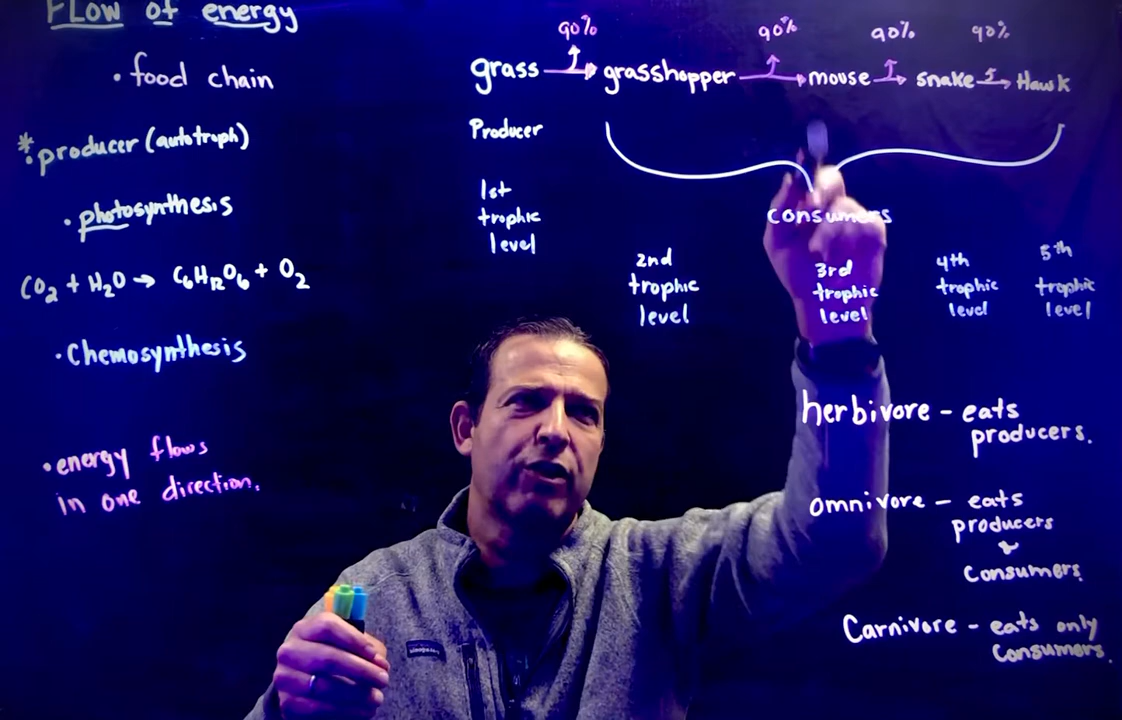 Flow of energy
• food chain
* • producer (autotroph)
• photosynthesis
CO2 + H2O → C6H12O6 + O2
• Chemosynthesis
• energy flows
in one direction.
90% 90% 90% 90%
grass → grasshopper → mouse → snake → Hawk
Producer
consumers
1st
trophic
level
2nd
trophic
level
3rd
trophic
level
4th
trophic
level
5th
trophic
level
herbivore - eats
producers.
omnivore - eats
producers
&
consumers.
Carnivore - eats only
consumers.